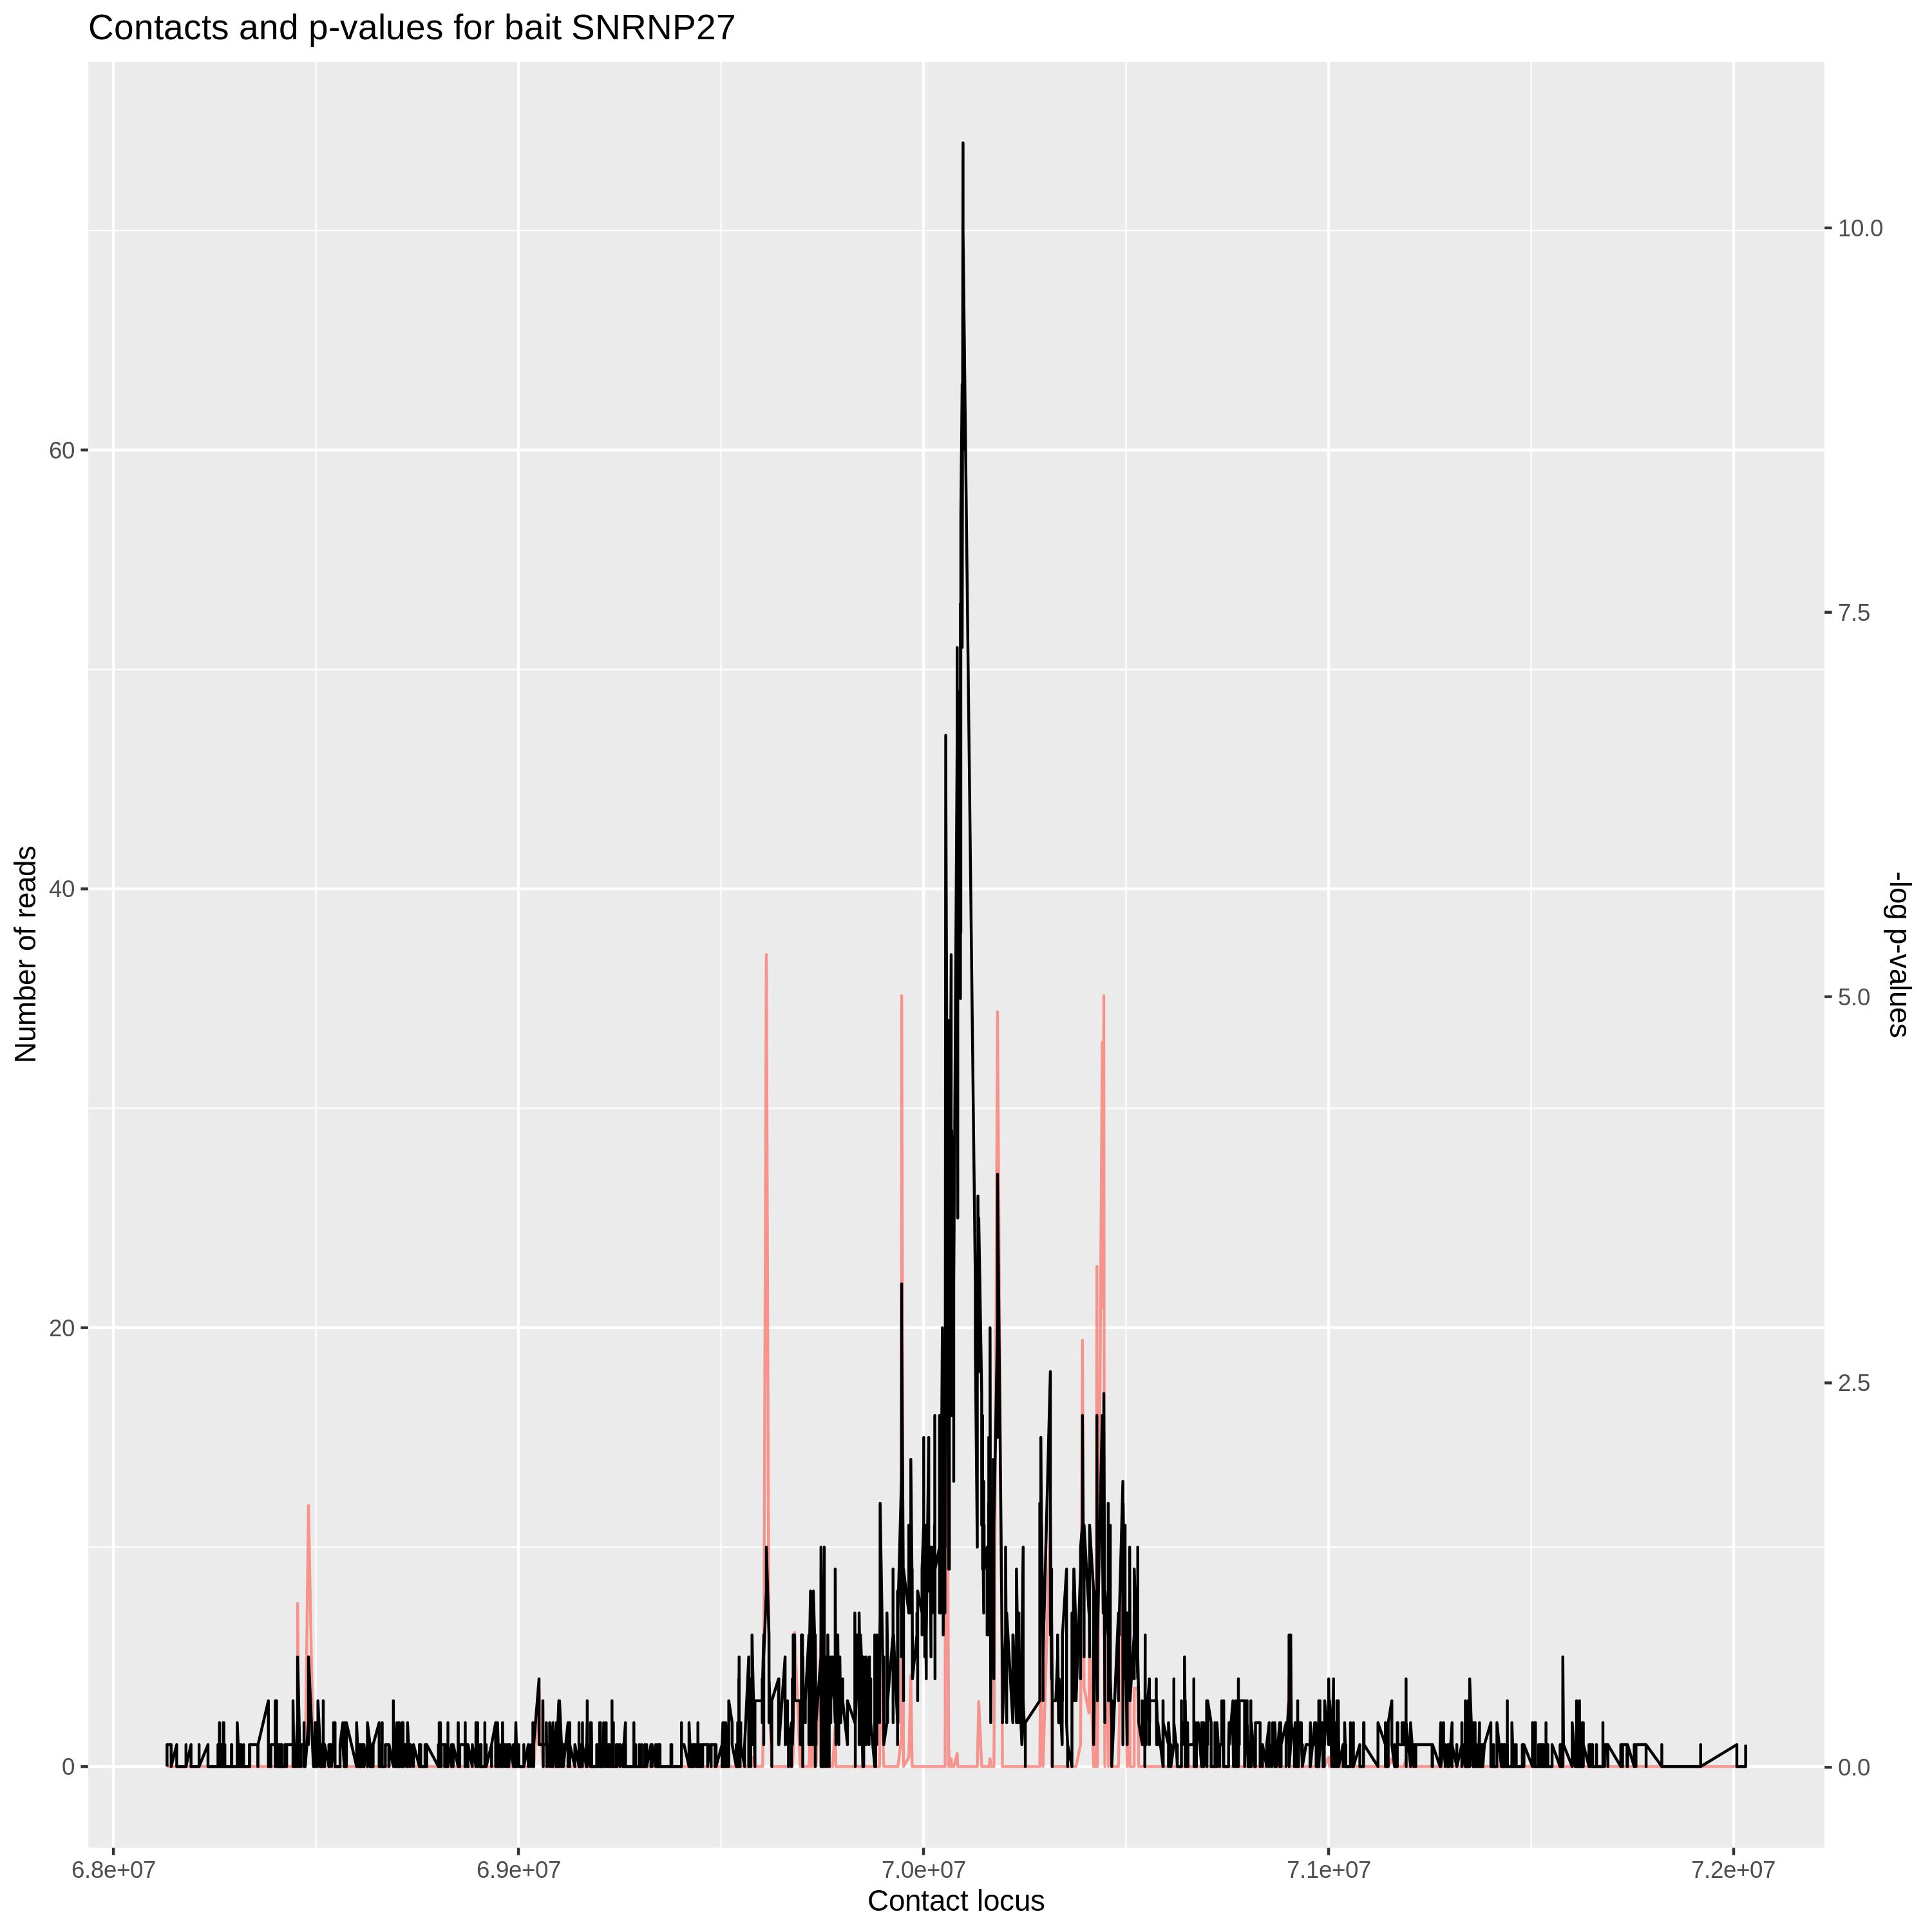 Contacts and p-values for bait SNRNP27
60
40
20
0
Number of reads
10.0
7.5
5.0
2.5
0.0
-log p-values
6.8e+07
6.9e+07
7.0e+07
7.1e+07
7.2e+07
Contact locus